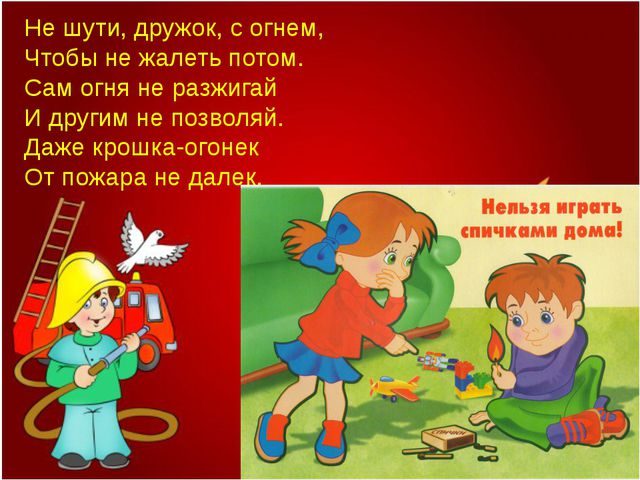 Не шути, дружок, с огнем,
Чтобы не жалеть потом.
Сам огня не разжигай
И другим не позволяй.
Даже крошка-огонек
От пожара не далек.
Нельзя играть
спичками дома!
СПИЧКИ